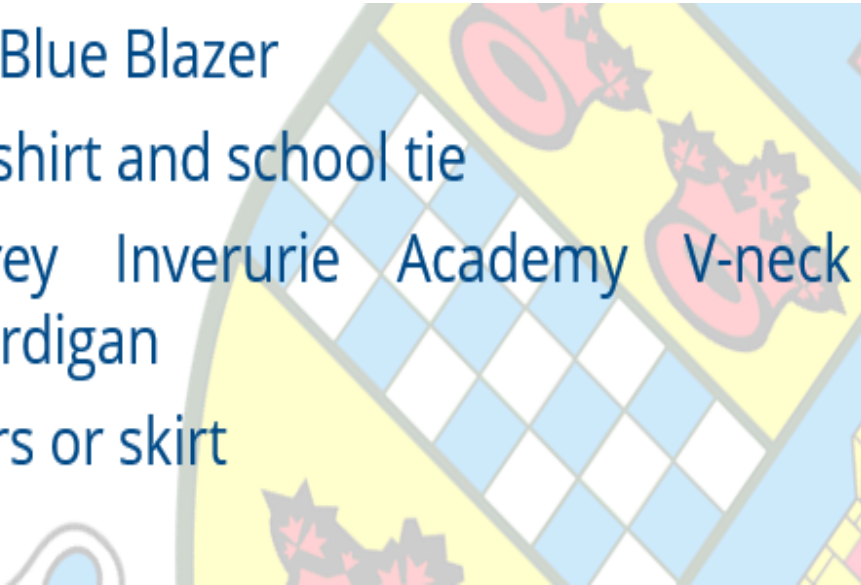 Blue Blazer
shirt and school tie
rey Inverurie Academy V-neck
rdigan
rs or skirt